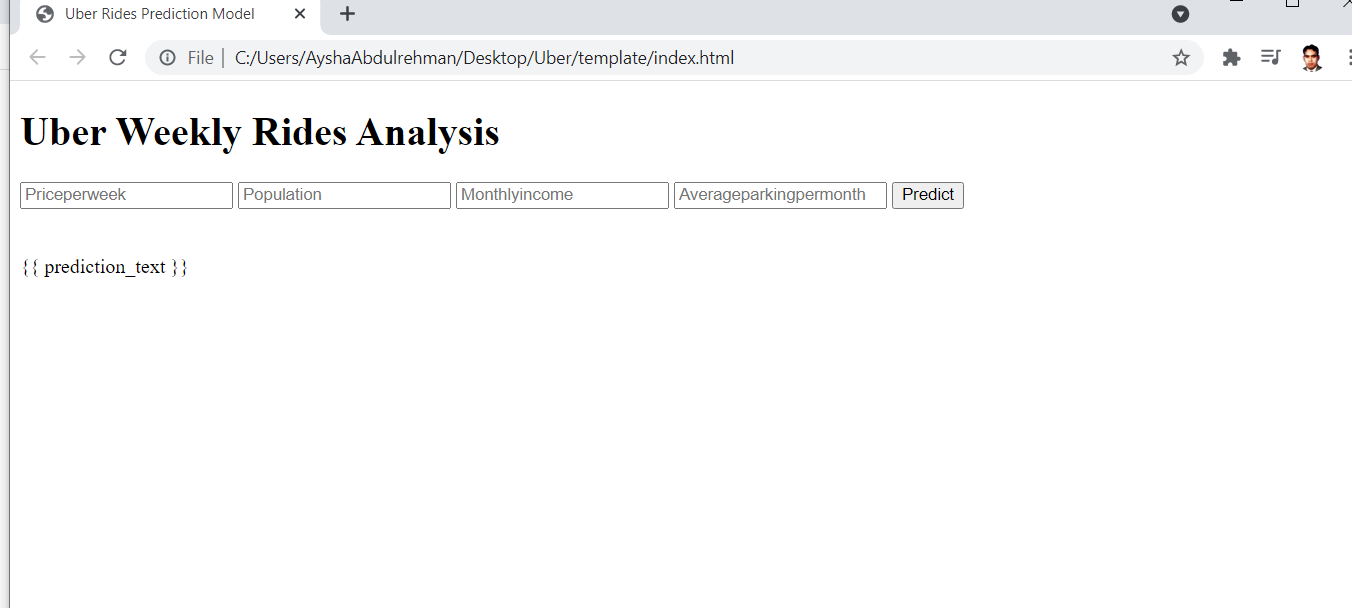 Uber Rides Prediction Model
File C:/Users/AyshaAbdulrehman/Desktop/Uber/template/index.html
Uber Weekly Rides Analysis
Priceperweek Population Monthlyincome Averageparkingpermonth Predict
{{ prediction_text }}